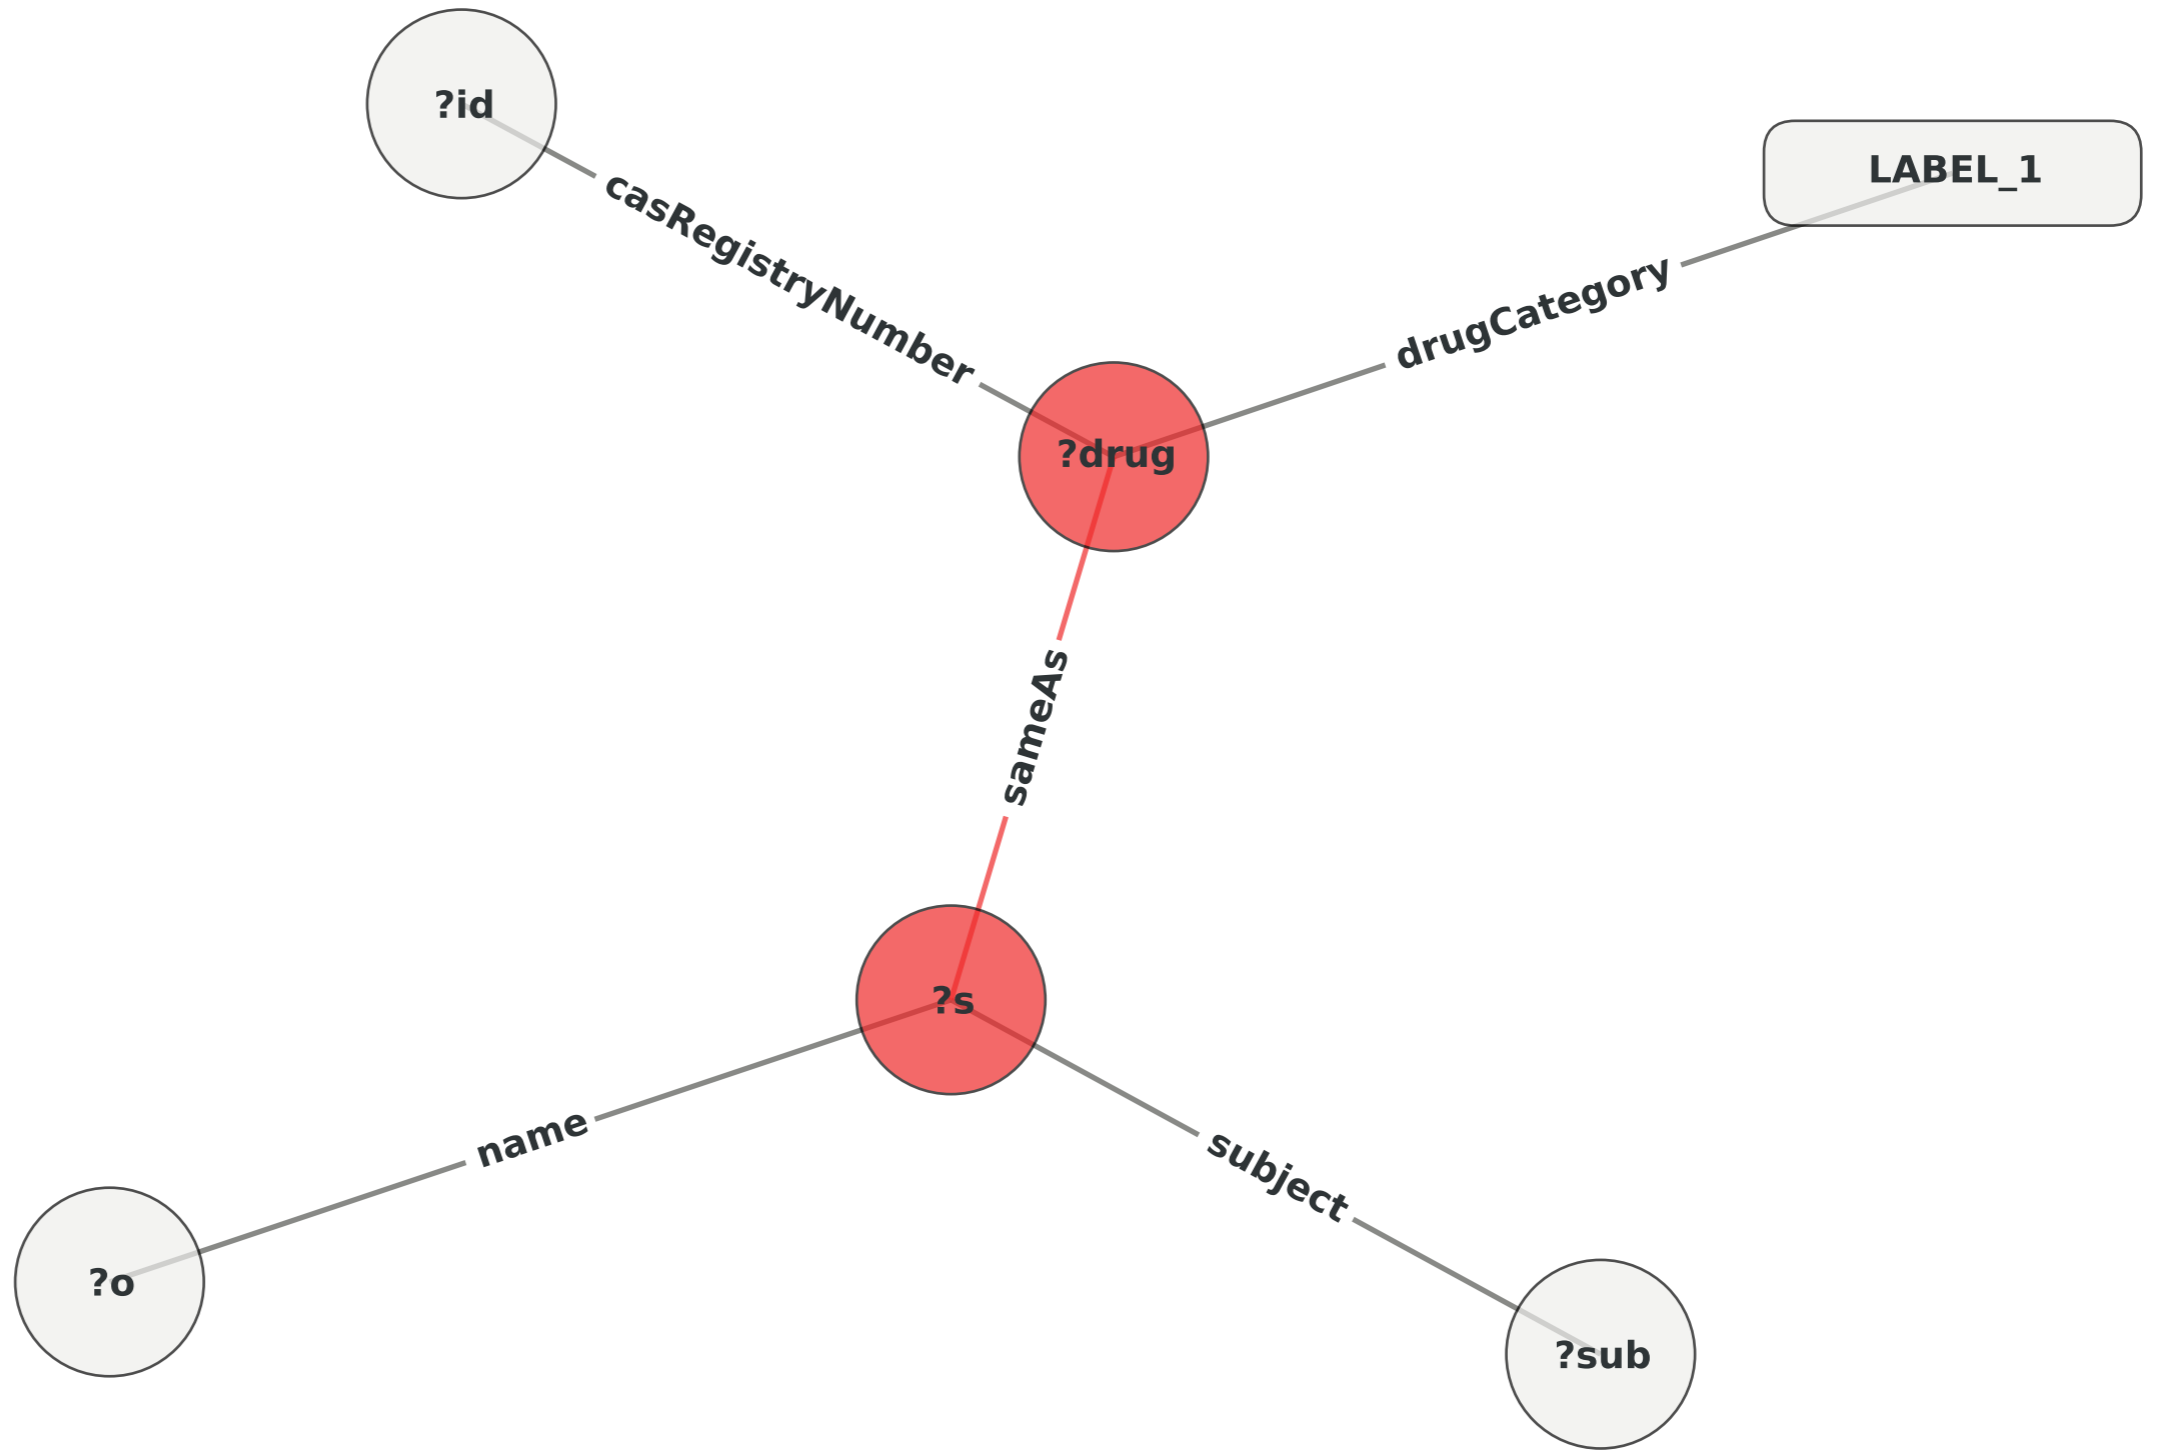 ?id
LABEL_1
casRegistryNumber
drugCategory
?drug
sameAs
?s
name
subject
?o
?sub